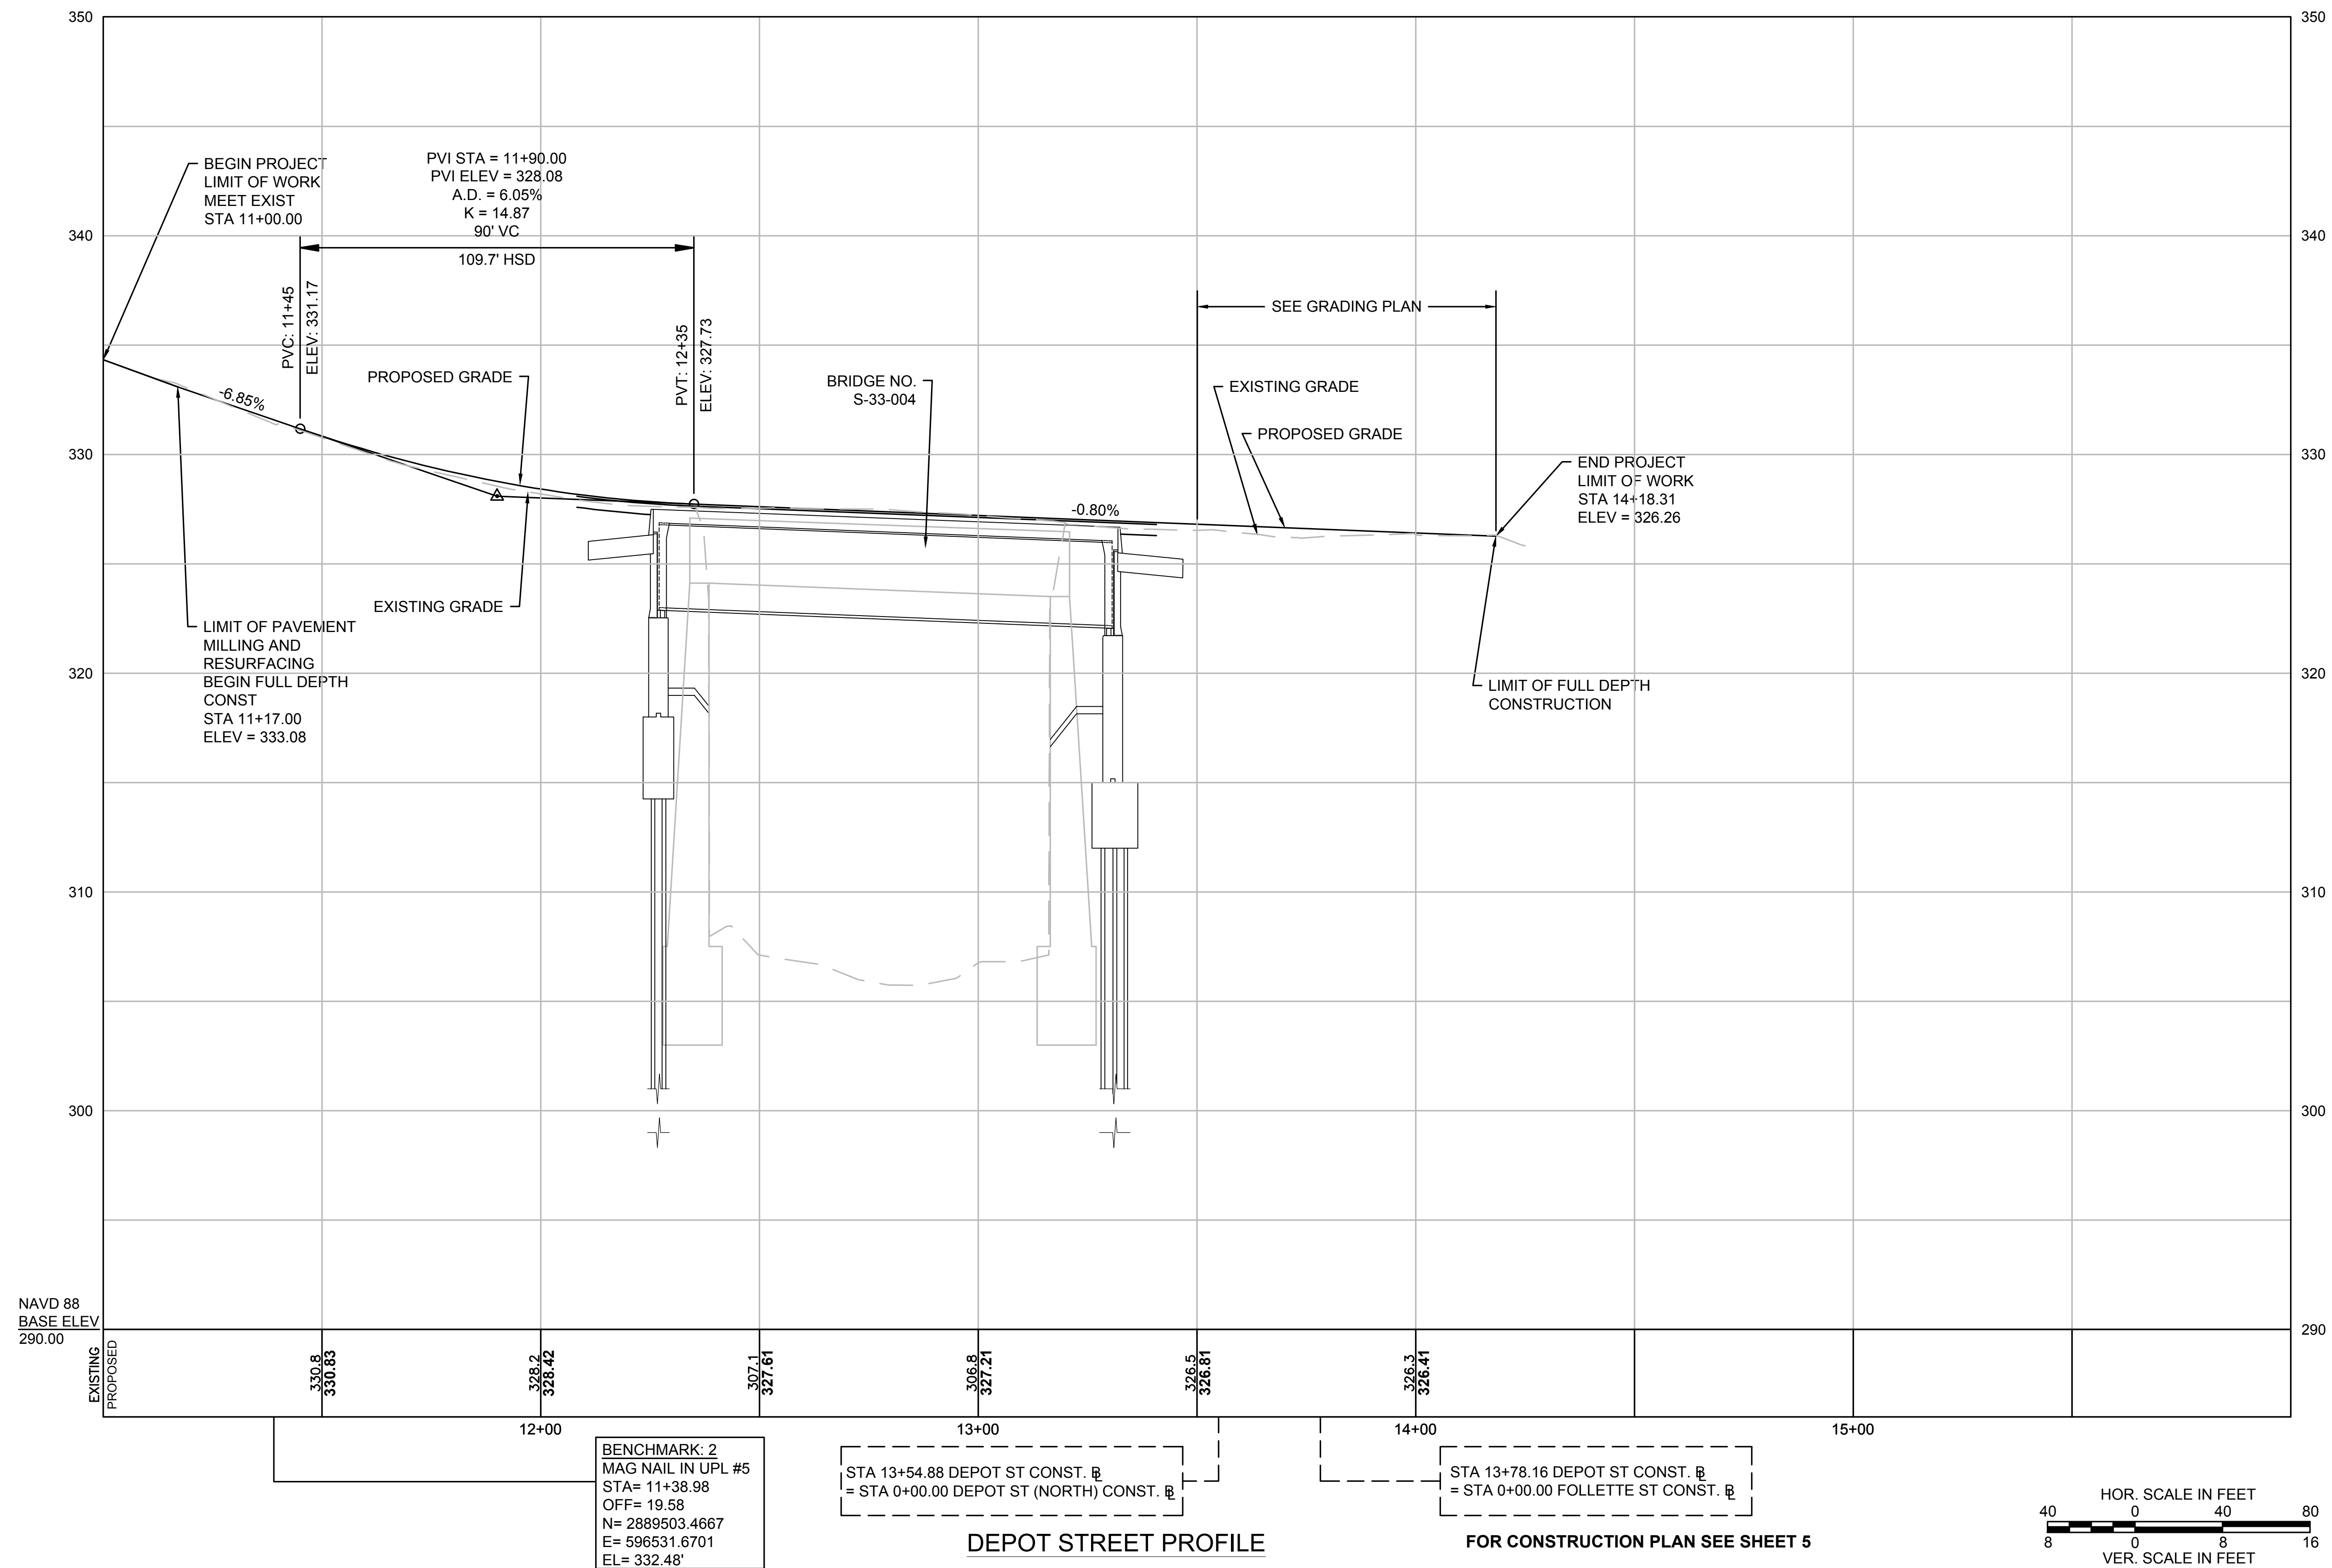 350
350
BEGIN PROJECT
LIMIT OF WORK
MEET EXIST
STA 11+00.00
PVI STA = 11+90.00
PVI ELEV = 328.08
A.D. = 6.05%
K = 14.87
90' VC
109.7' HSD
340
340
PVC: 11+45
ELEV: 331.17
PVT: 12+35
ELEV: 327.73
SEE GRADING PLAN
-6.85%
PROPOSED GRADE
BRIDGE NO.
S-33-004
EXISTING GRADE
PROPOSED GRADE
330
330
END PROJECT
LIMIT OF WORK
STA 14+18.31
ELEV = 326.26
-0.80%
EXISTING GRADE
LIMIT OF PAVEMENT
MILLING AND
RESURFACING
BEGIN FULL DEPTH
CONST
STA 11+17.00
ELEV = 333.08
320
320
LIMIT OF FULL DEPTH
CONSTRUCTION
310
310
300
300
NAVD 88
BASE ELEV
290.00
290
EXISTING
PROPOSED
330.8
330.83
328.2
328.42
307.1
327.61
306.8
327.21
326.5
326.81
326.3
326.41
12+00
13+00
14+00
15+00
BENCHMARK: 2
MAG NAIL IN UPL #5
STA= 11+38.98
OFF= 19.58
N= 2889503.4667
E= 596531.6701
EL= 332.48'
STA 13+54.88 DEPOT ST CONST. BL
= STA 0+00.00 DEPOT ST (NORTH) CONST. BL
STA 13+78.16 DEPOT ST CONST. BL
= STA 0+00.00 FOLLETTE ST CONST. BL
DEPOT STREET PROFILE
FOR CONSTRUCTION PLAN SEE SHEET 5
HOR. SCALE IN FEET
40 0 40 80
8 0 8 16
VER. SCALE IN FEET